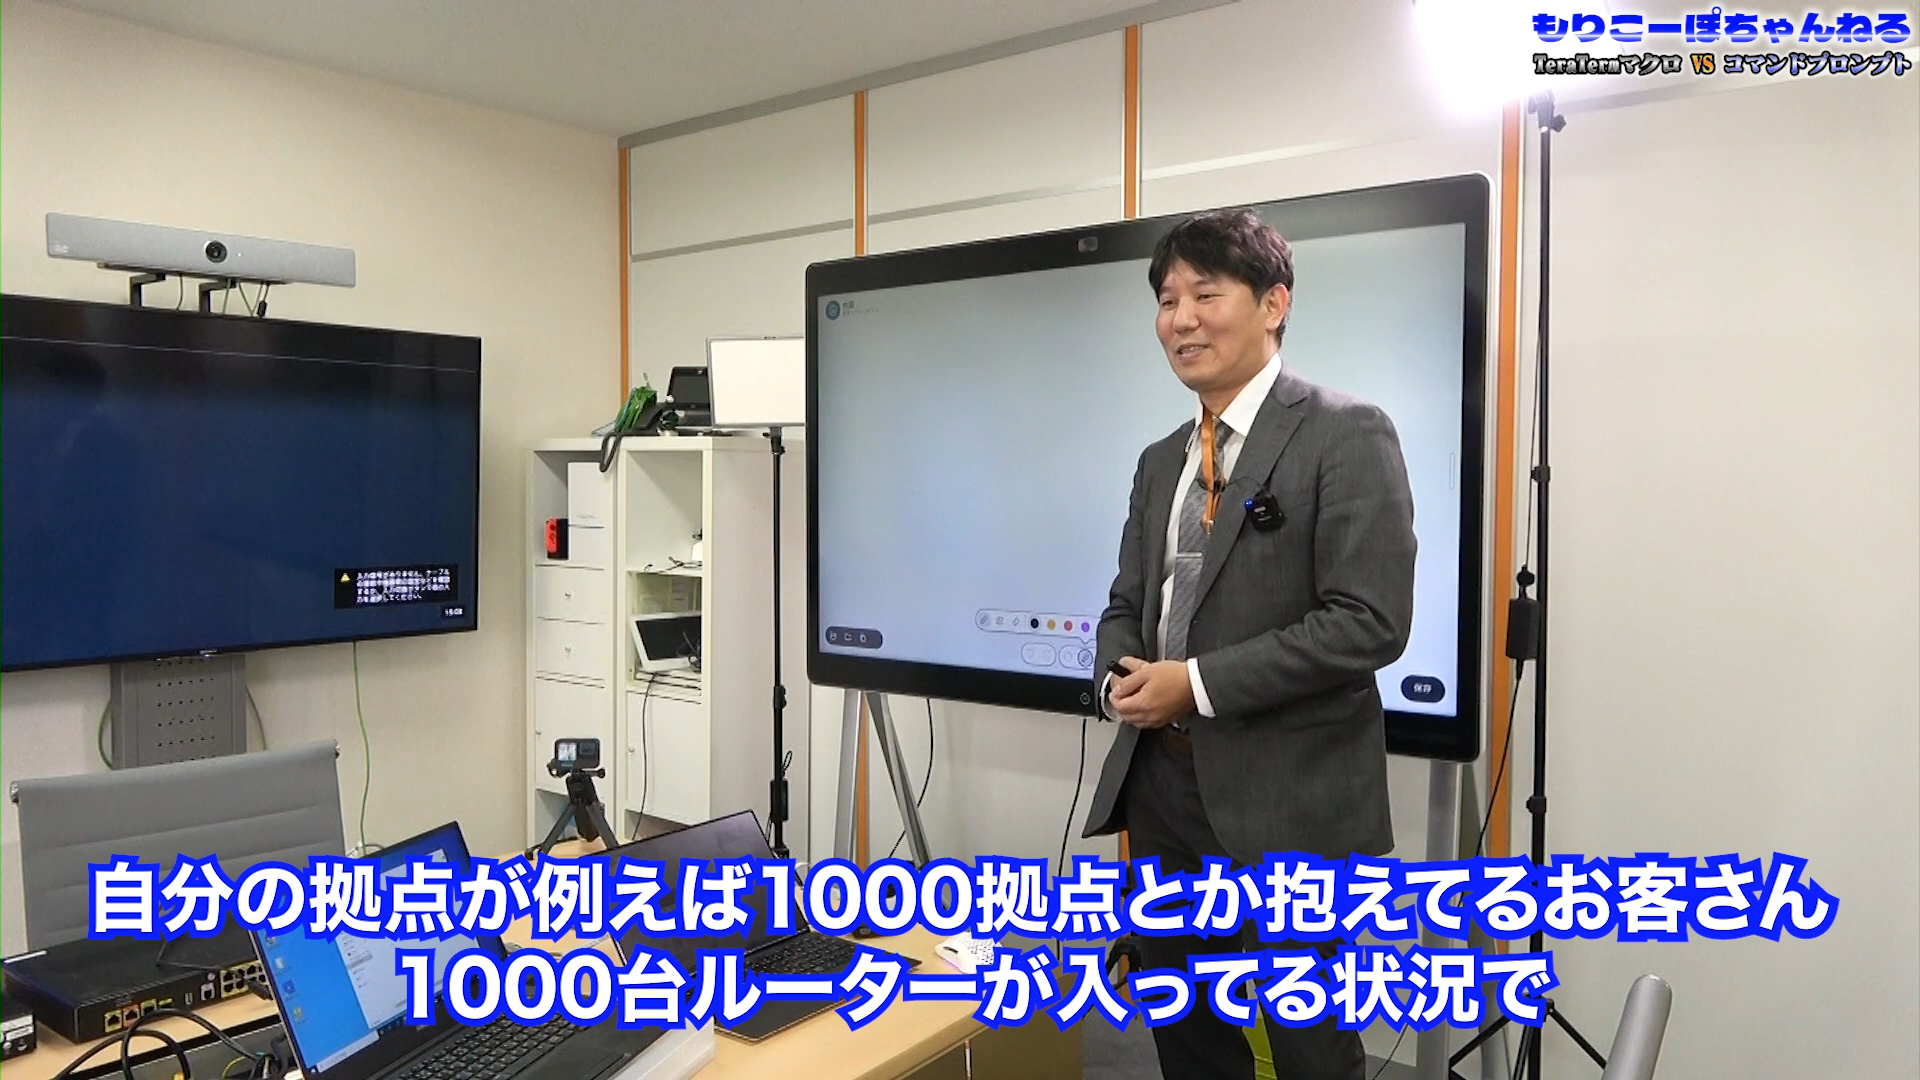 もりこーぽちゃんねる
TeraTermマクロ VS コマンドプロンプト
保存
自分の拠点が例えば1000拠点とか抱えてるお客さん
1000台ルーターが入ってる状況で